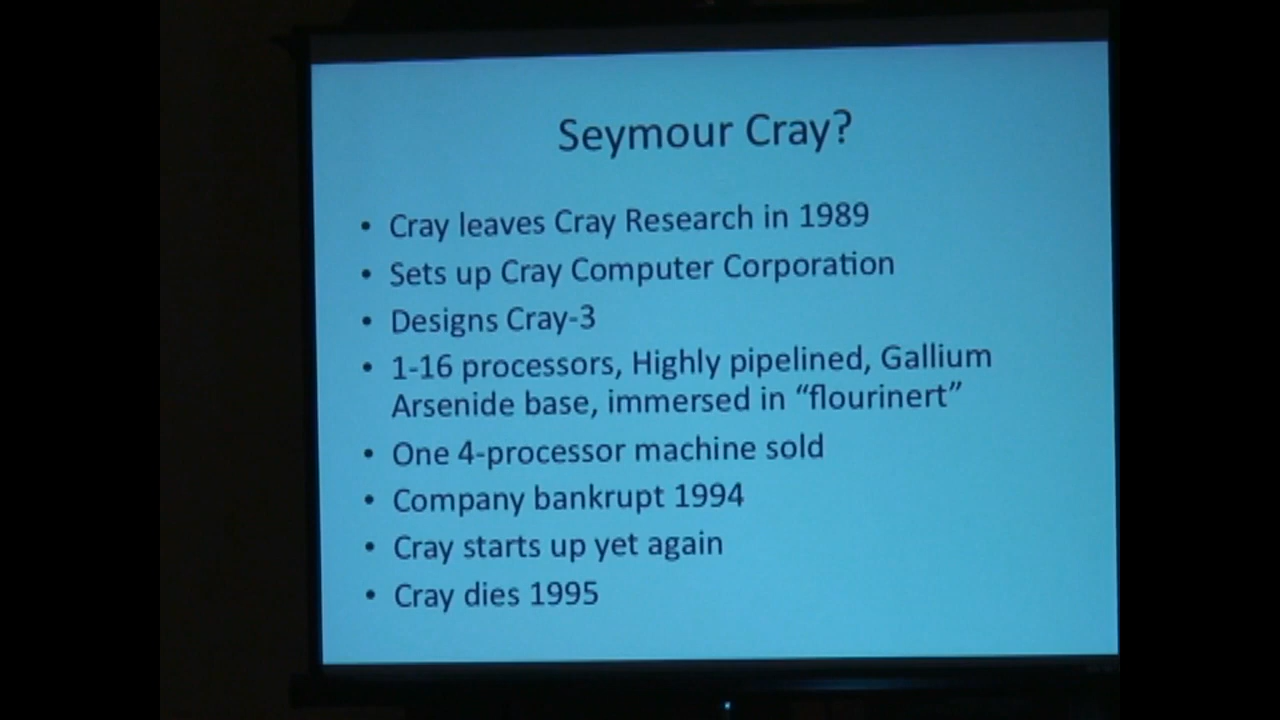 Seymour Cray?
• Cray leaves Cray Research in 1989
• Sets up Cray Computer Corporation
• Designs Cray-3
• 1-16 processors, Highly pipelined, Gallium
Arsenide base, immersed in “flourinert”
• One 4-processor machine sold
• Company bankrupt 1994
• Cray starts up yet again
• Cray dies 1995